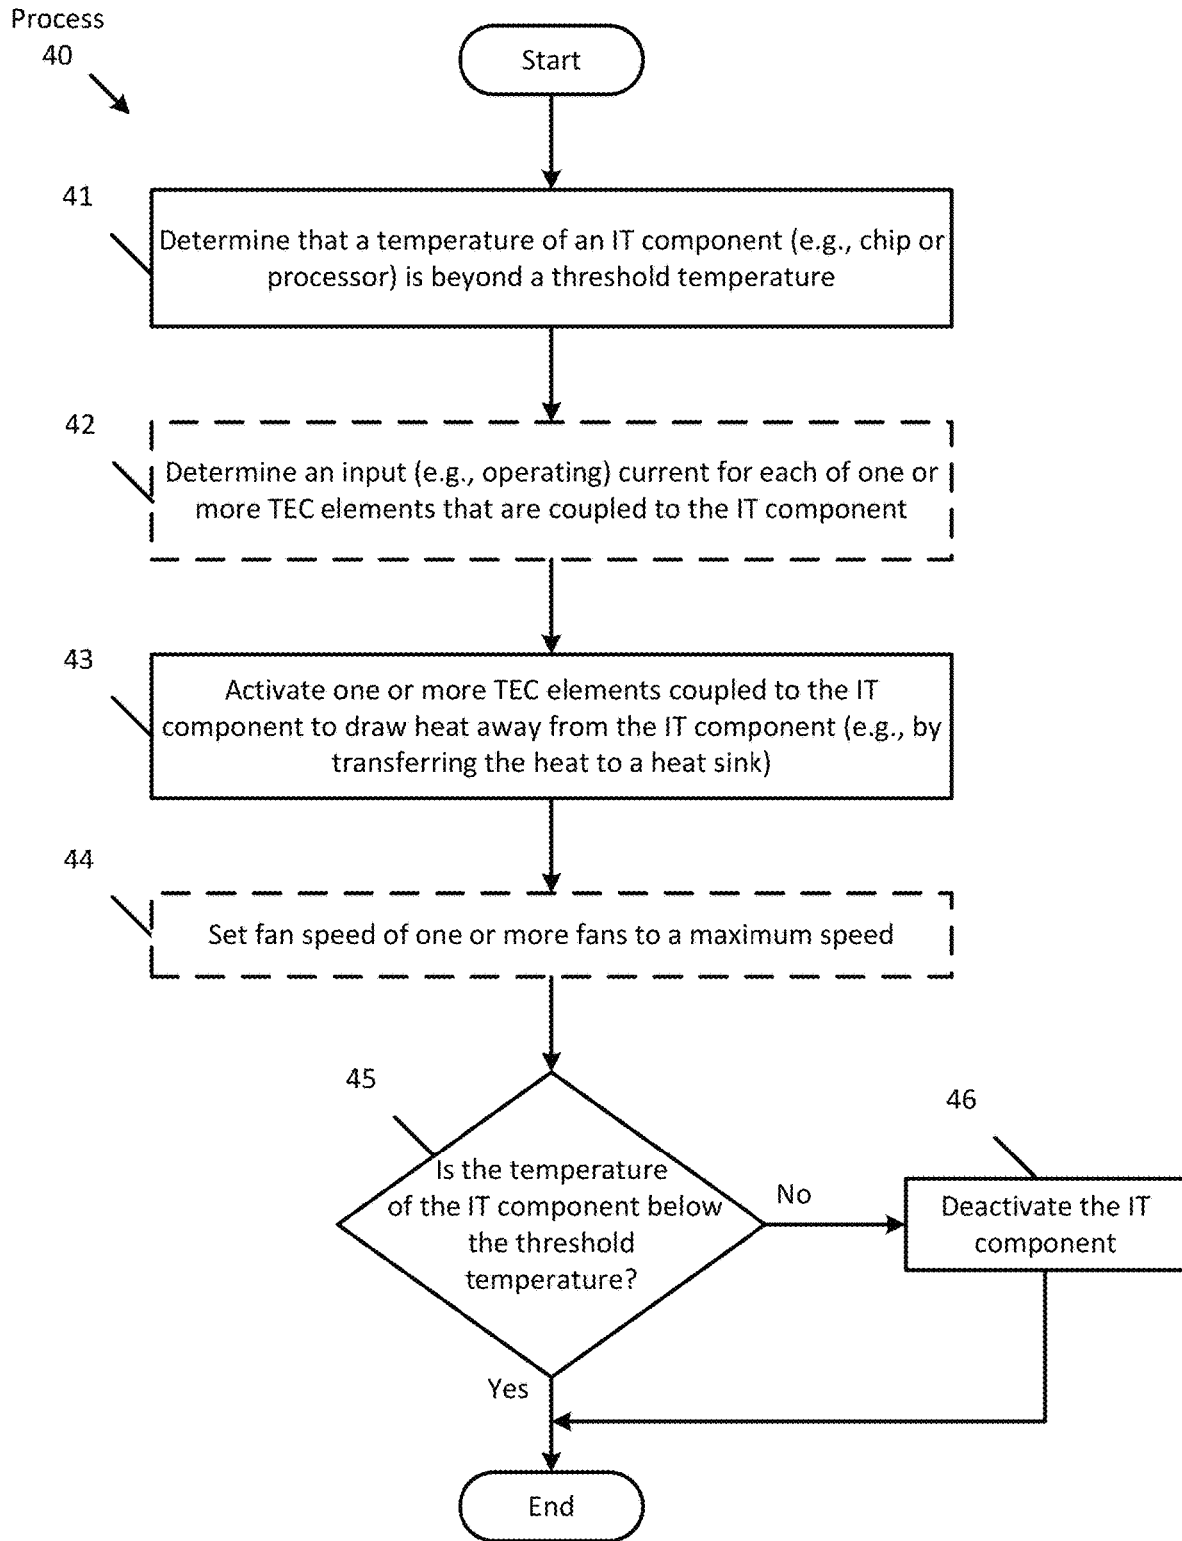 Process
40
Start
41
Determine that a temperature of an IT component (e.g., chip or
processor) is beyond a threshold temperature
42
Determine an input (e.g., operating) current for each of one or
more TEC elements that are coupled to the IT component
43
Activate one or more TEC elements coupled to the IT
component to draw heat away from the IT component (e.g., by
transferring the heat to a heat sink)
44
Set fan speed of one or more fans to a maximum speed
45
Is the temperature
of the IT component below
the threshold
temperature?
No
46
Deactivate the IT
component
Yes
End